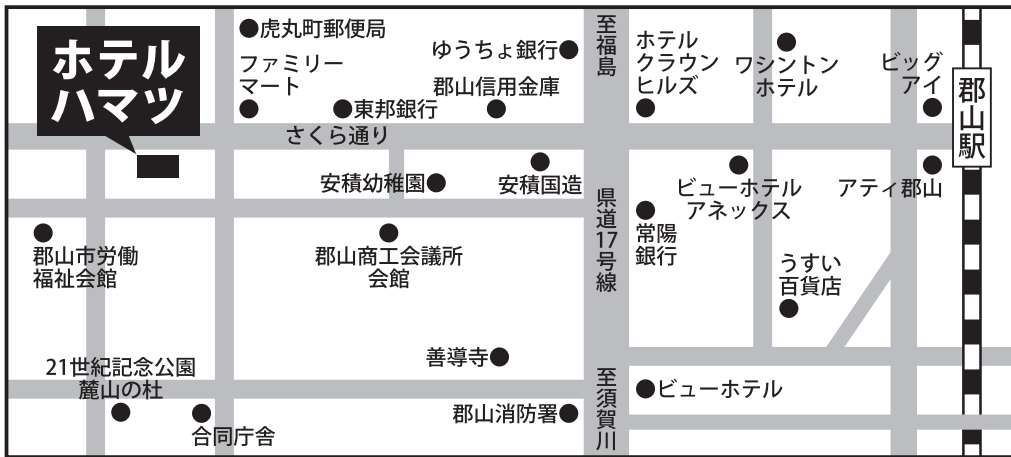 ホテル
ハマツ
虎丸町郵便局
ファミリー
マート
東邦銀行
ゆうちょ銀行
郡山信用金庫
至福島
ホテル
クラウン
ヒルズ
ワシントン
ホテル
ビッグ
アイ
郡山駅
さくら通り
安積幼稚園
安積国造
県道17号線
ビューホテル
アネックス
アティ郡山
常陽
銀行
うすい
百貨店
郡山市労働
福祉会館
郡山商工会議所
会館
善導寺
21世紀記念公園
麓山の杜
合同庁舎
郡山消防署
至須賀川
ビューホテル